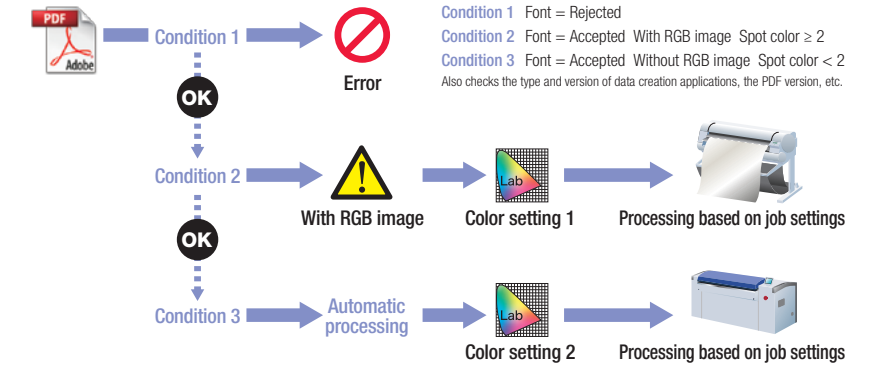 PDF
Adobe
Condition 1
Error
Condition 1 Font = Rejected
Condition 2 Font = Accepted With RGB image Spot color ≥ 2
Condition 3 Font = Accepted Without RGB image Spot color < 2
Also checks the type and version of data creation applications, the PDF version, etc.
OK
Condition 2
With RGB image
Lab
Color setting 1
Processing based on job settings
OK
Condition 3
Automatic
processing
Lab
Color setting 2
Processing based on job settings